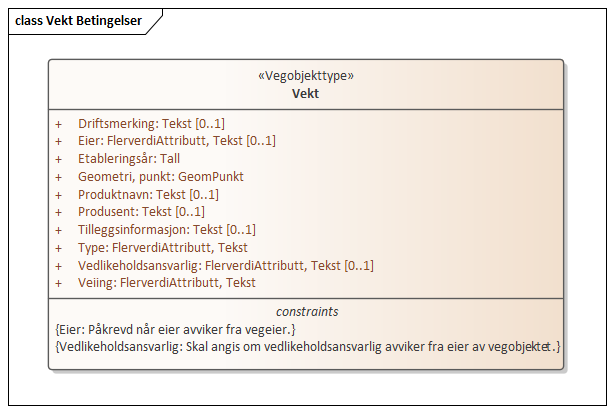 class Vekt Betingelser
«Vegobjekttype»
Vekt
+ Driftsmerking: Tekst [0..1]
+ Eier: FlerverdiAttributt, Tekst [0..1]
+ Etableringsår: Tall
+ Geometri, punkt: GeomPunkt
+ Produktnavn: Tekst [0..1]
+ Produsent: Tekst [0..1]
+ Tilleggsinformasjon: Tekst [0..1]
+ Type: FlerverdiAttributt, Tekst
+ Vedlikeholdsansvarlig: FlerverdiAttributt, Tekst [0..1]
+ Veiing: FlerverdiAttributt, Tekst
constraints
{Eier: Påkrevd når eier avviker fra vegeier.}
{Vedlikeholdsansvarlig: Skal angis om vedlikeholdsansvarlig avviker fra eier av vegobjektet.}